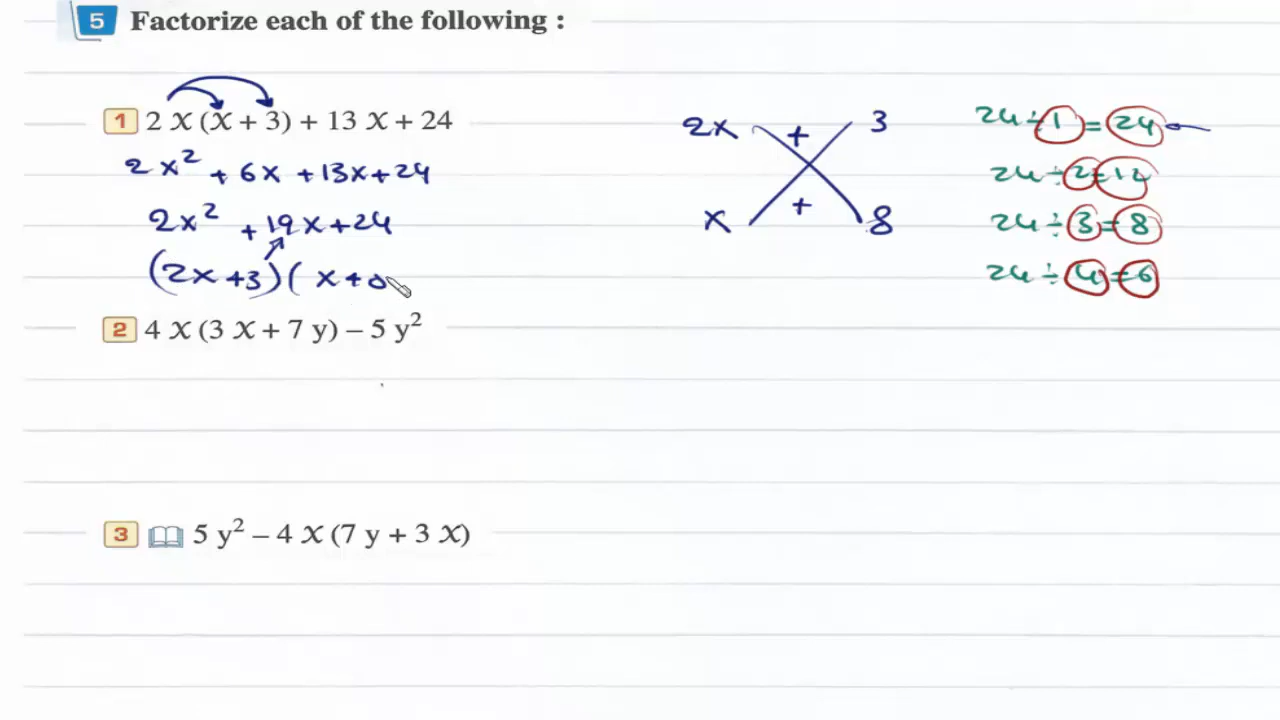 5 Factorize each of the following :
1 2 x (x + 3) + 13 x + 24
2x² + 6x + 13x + 24
2x² + 19x + 24
(2x + 3) ( x +
2x + 3
x + 8
24 ÷ 1 = 24
24 ÷ 2 = 12
24 ÷ 3 = 8
24 ÷ 4 = 6
2 4 x (3 x + 7 y) – 5 y²
3 5 y² – 4 x (7 y + 3 x)